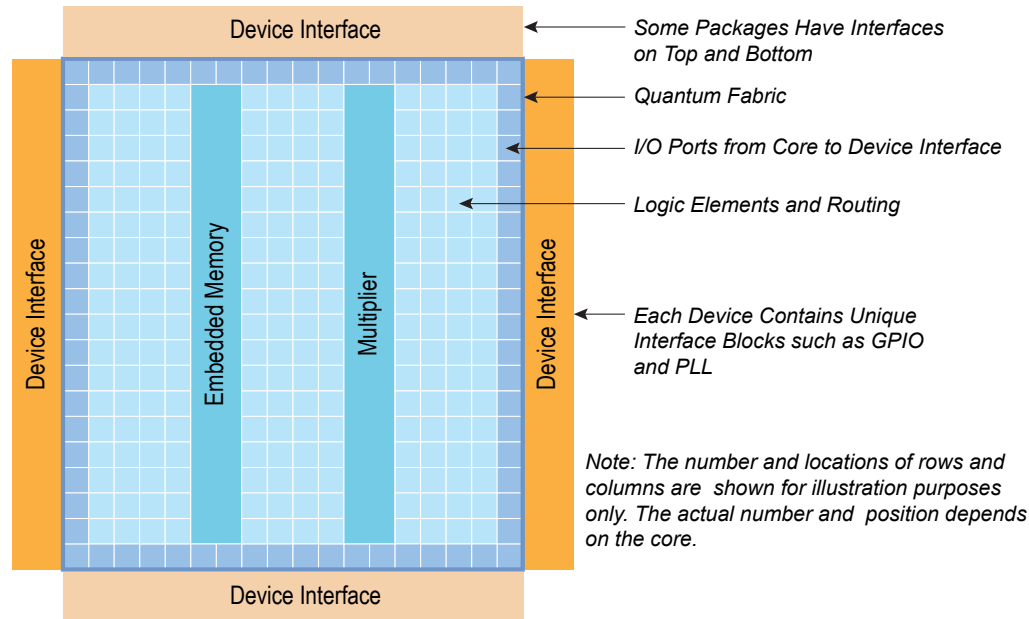 Device Interface
Some Packages Have Interfaces
on Top and Bottom
Quantum Fabric
I/O Ports from Core to Device Interface
Logic Elements and Routing
Device Interface
Embedded Memory
Multiplier
Device Interface
Each Device Contains Unique
Interface Blocks such as GPIO
and PLL
Note: The number and locations of rows and
columns are shown for illustration purposes
only. The actual number and position depends
on the core.
Device Interface